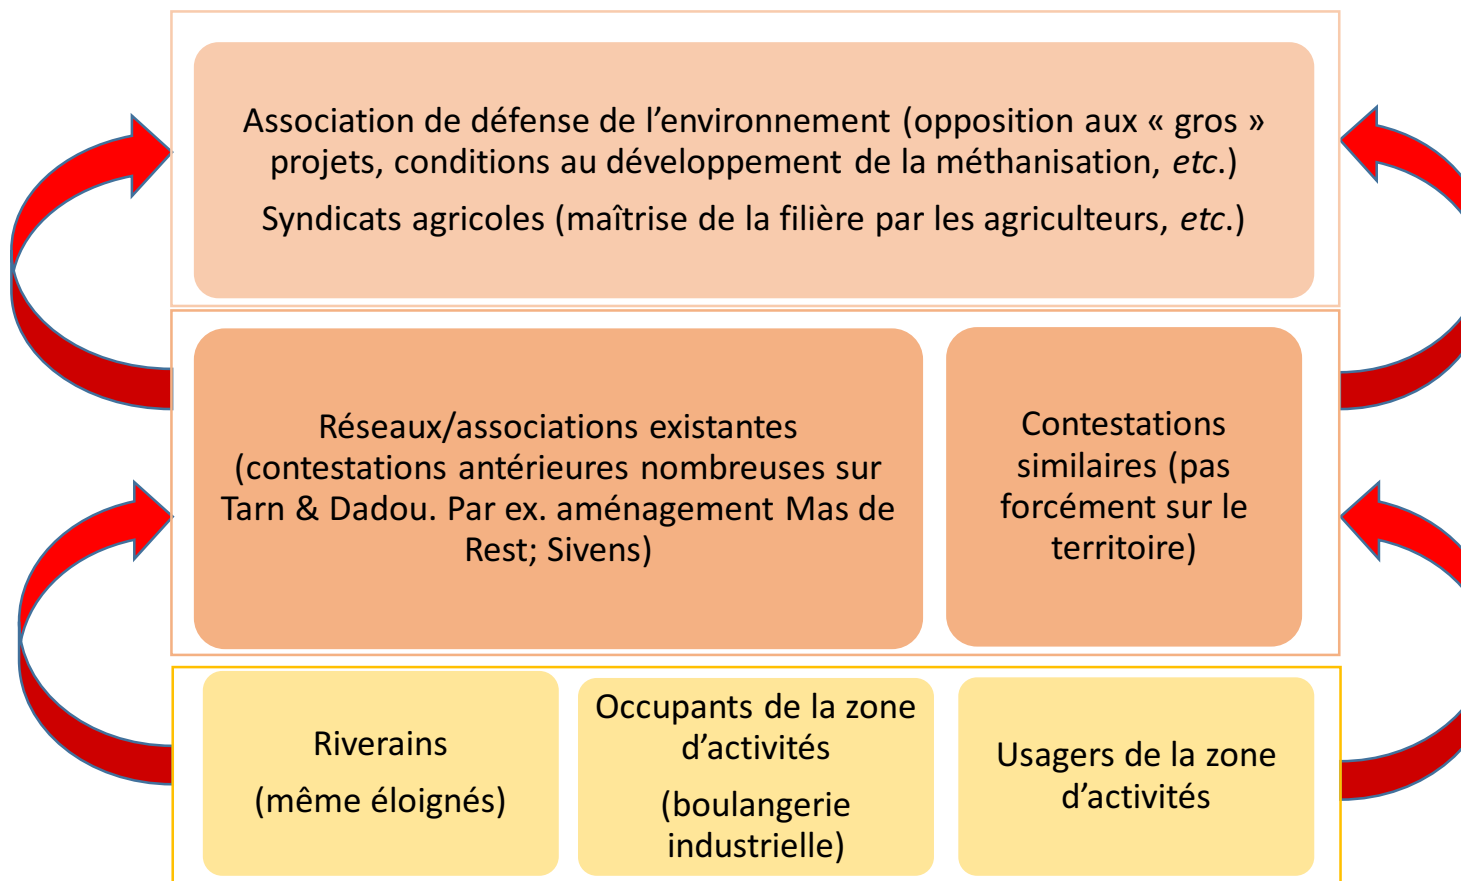 Association de défense de l’environnement (opposition aux « gros »
projets, conditions au développement de la méthanisation, etc.)
Syndicats agricoles (maîtrise de la filière par les agriculteurs, etc.)
Réseaux/associations existantes
(contestations antérieures nombreuses sur
Tarn & Dadou. Par ex. aménagement Mas de
Rest; Sivens)
Contestations
similaires (pas
forcément sur le
territoire)
Riverains
(même éloignés)
Occupants de la zone
d’activités
(boulangerie
industrielle)
Usagers de la zone
d’activités